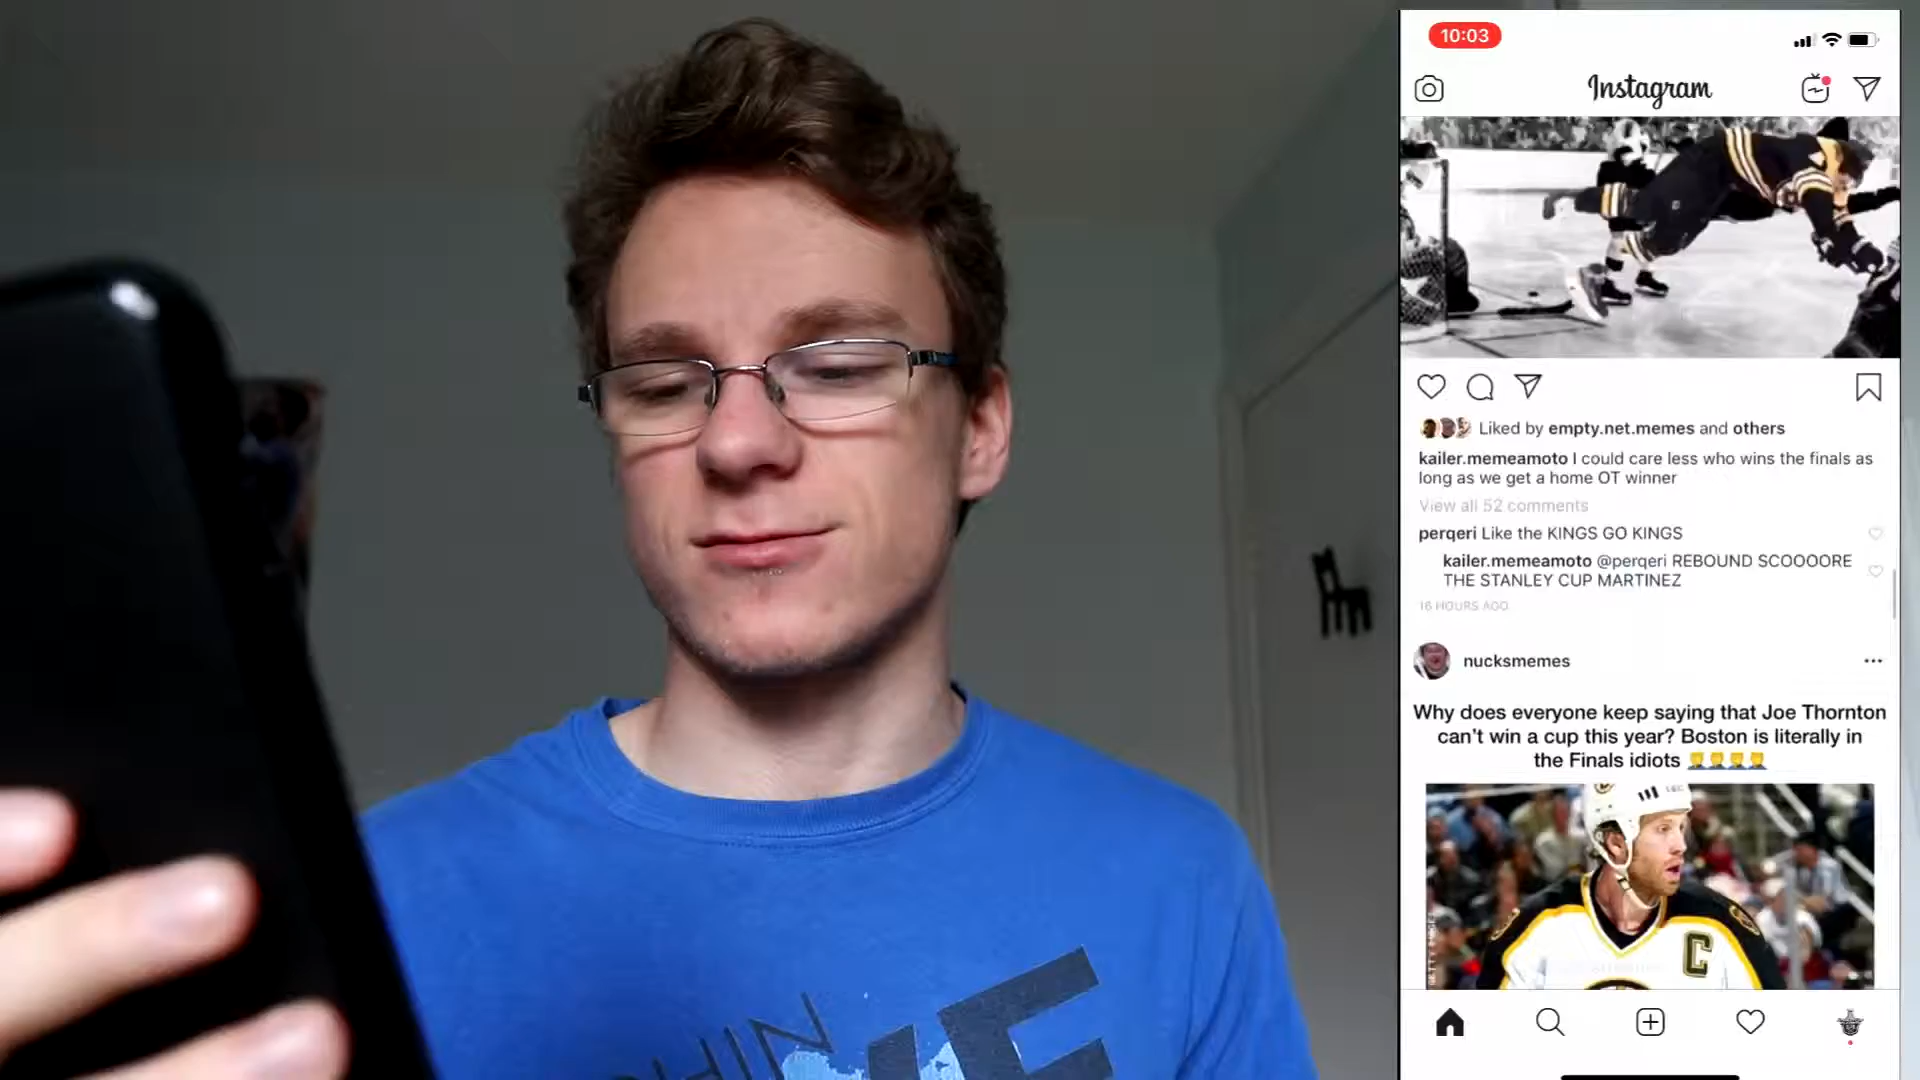 10:03
Instagram
Liked by empty.net.memes and others
kailer.memeamoto I could care less who wins the finals as
long as we get a home OT winner
View all 52 comments
perqeri Like the KINGS GO KINGS
kailer.memeamoto @perqeri REBOUND SCOOOORE
THE STANLEY CUP MARTINEZ
16 HOURS AGO
nucksmemes
Why does everyone keep saying that Joe Thornton
can't win a cup this year? Boston is literally in
the Finals idiots 🤦‍♂️🤦‍♂️🤦‍♂️🤦‍♂️
C
GETTY IMAGES